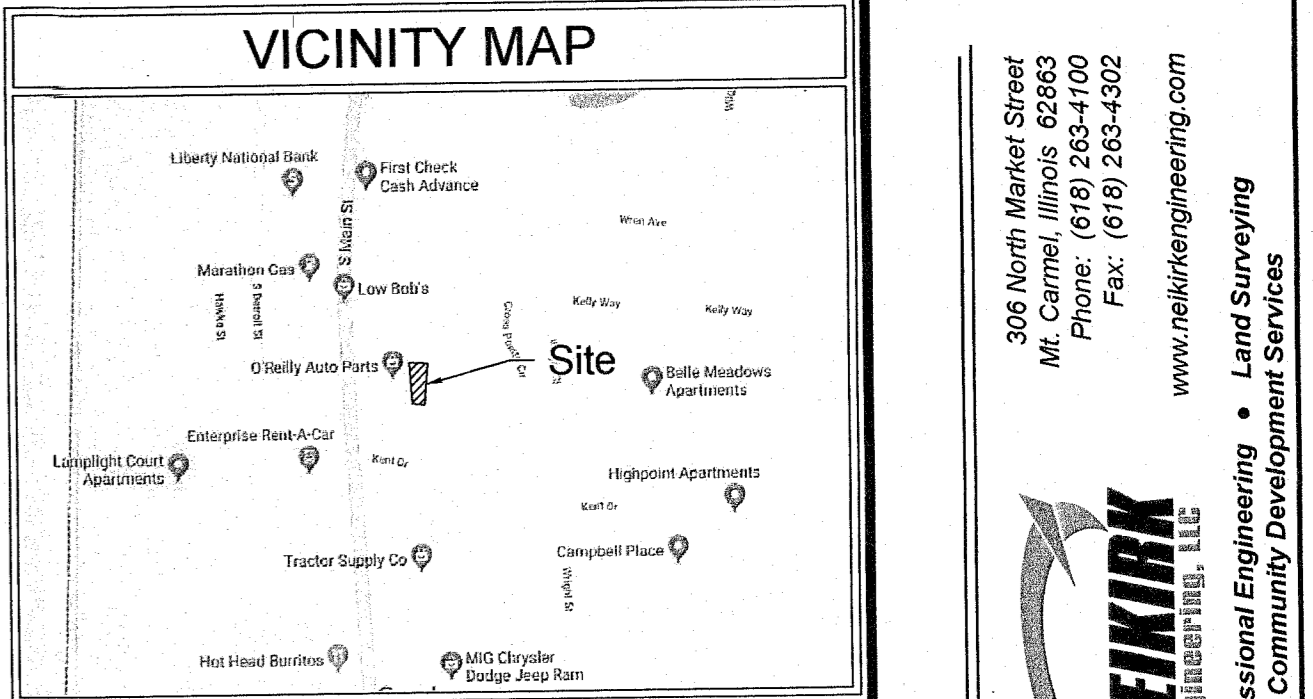 VICINITY MAP
Liberty National Bank
First Check
Cash Advance
S Main St
Wren Ave
Marathon Gas
Low Bob's
Hawks St
Kelly Way
Kelly Way
O'Reilly Auto Parts
Site
Belle Meadows
Apartments
Enterprise Rent-A-Car
Lamplight Court
Apartments
Kent Dr
Highpoint Apartments
Kent Dr
Tractor Supply Co
Campbell Place
Wright St
Hot Head Burritos
MIG Chrysler
Dodge Jeep Ram
306 North Market Street
Mt. Carmel, Illinois 62863
Phone: (618) 263-4100
Fax: (618) 263-4302
www.neikirkengineering.com
EIKIRK
ineering, LLC
ssional Engineering • Land Surveying
Community Development Services